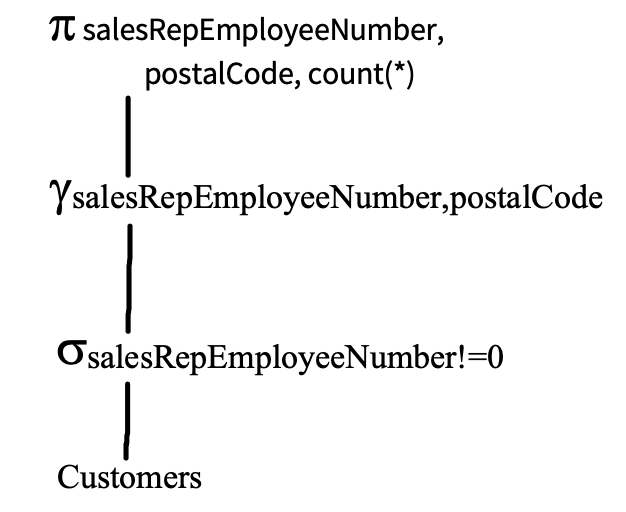 π salesRepEmployeeNumber,
postalCode, count(*)
γsalesRepEmployeeNumber,postalCode
σsalesRepEmployeeNumber!=0
Customers